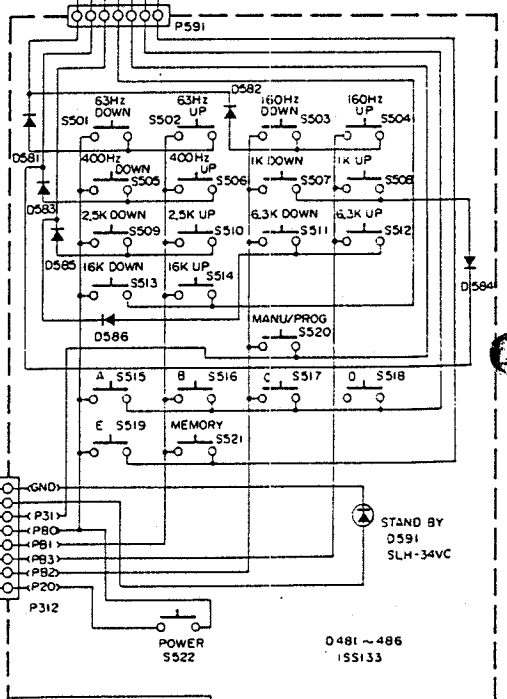 P591
D582
63Hz DOWN
S501
63Hz UP
S502
160Hz DOWN
S503
160Hz UP
S504
D581
400Hz DOWN
S505
400Hz UP
S506
1K DOWN
S507
1K UP
S508
D583
2,5K DOWN
S509
2,5K UP
S510
6,3K DOWN
S511
6,3K UP
S512
D585
D584
16K DOWN
S513
16K UP
S514
D586
MANU/PROG
S520
A S515
B S516
C S517
D S518
E S519
MEMORY
S521
GND
P31
PB0
PB1
PB3
PB2
P20
P312
STAND BY
D591
SLH-34VC
POWER
S522
D481 ~ 486
1SS133